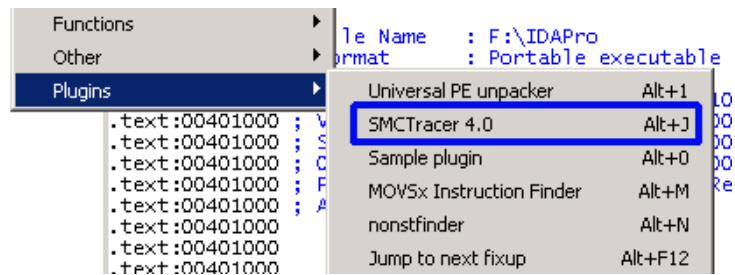 Functions
Other
Plugins
le Name : F:\IDAPro
ormat : Portable executable
Universal PE unpacker Alt+1
SMCTracer 4.0 Alt+J
Sample plugin Alt+0
MOVSx Instruction Finder Alt+M
nonstfinder Alt+N
Jump to next fixup Alt+F12
.text:00401000 ;
.text:00401000 ;
.text:00401000 ;
.text:00401000 ;
.text:00401000 ;
.text:00401000
.text:00401000
.text:00401000